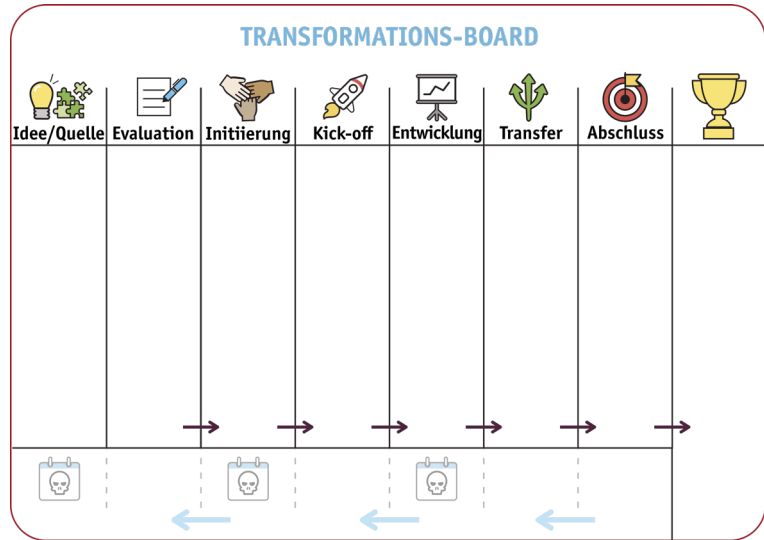 TRANSFORMATIONS-BOARD
Idee/Quelle Evaluation Initiierung Kick-off Entwicklung Transfer Abschluss